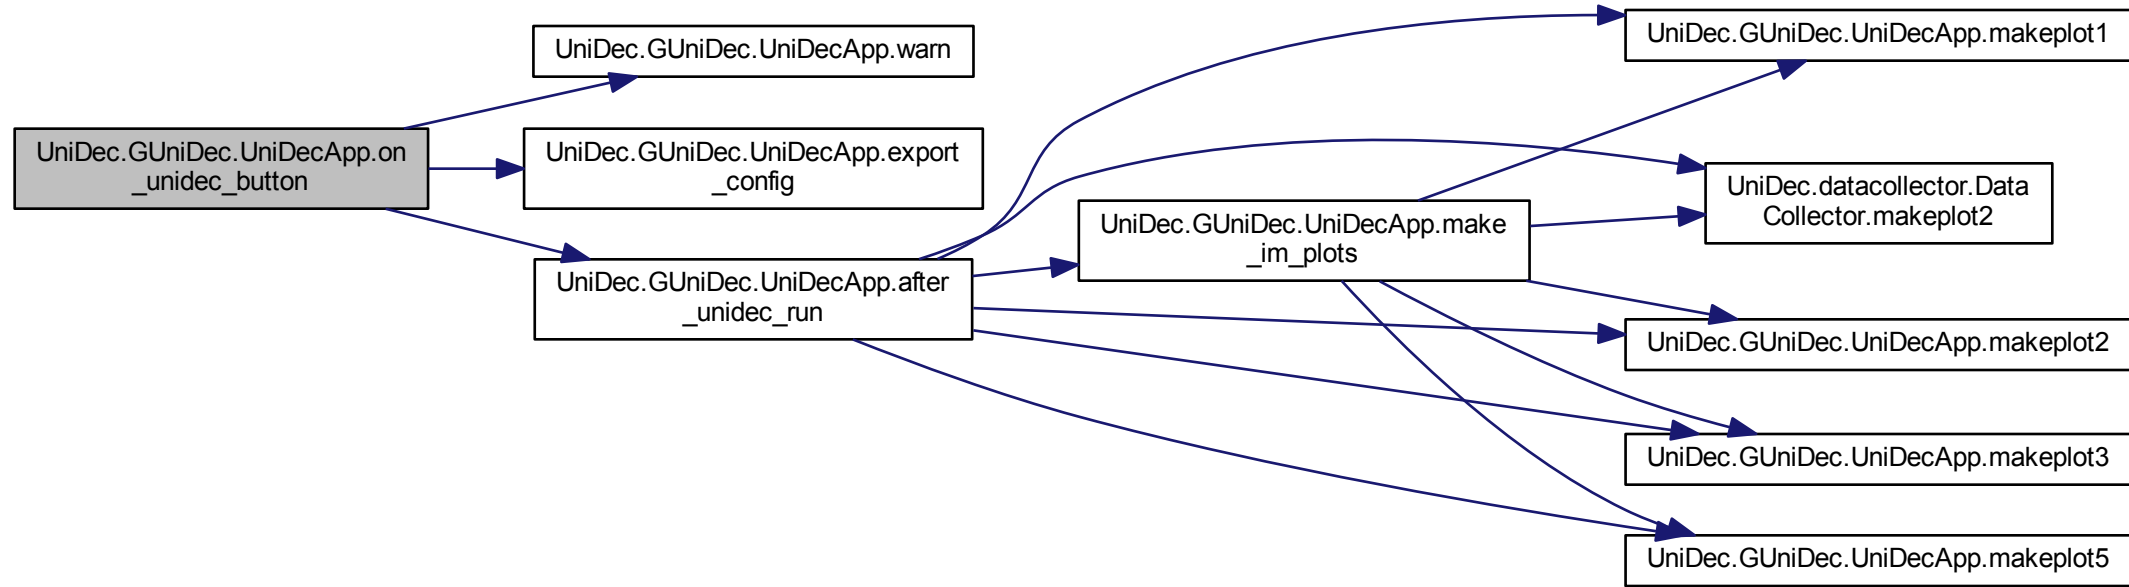 UniDec.GUniDec.UniDecApp.on
_unidec_button
UniDec.GUniDec.UniDecApp.warn
UniDec.GUniDec.UniDecApp.export
_config
UniDec.GUniDec.UniDecApp.after
_unidec_run
UniDec.GUniDec.UniDecApp.make
_im_plots
UniDec.GUniDec.UniDecApp.makeplot1
UniDec.datacollector.Data
Collector.makeplot2
UniDec.GUniDec.UniDecApp.makeplot2
UniDec.GUniDec.UniDecApp.makeplot3
UniDec.GUniDec.UniDecApp.makeplot5